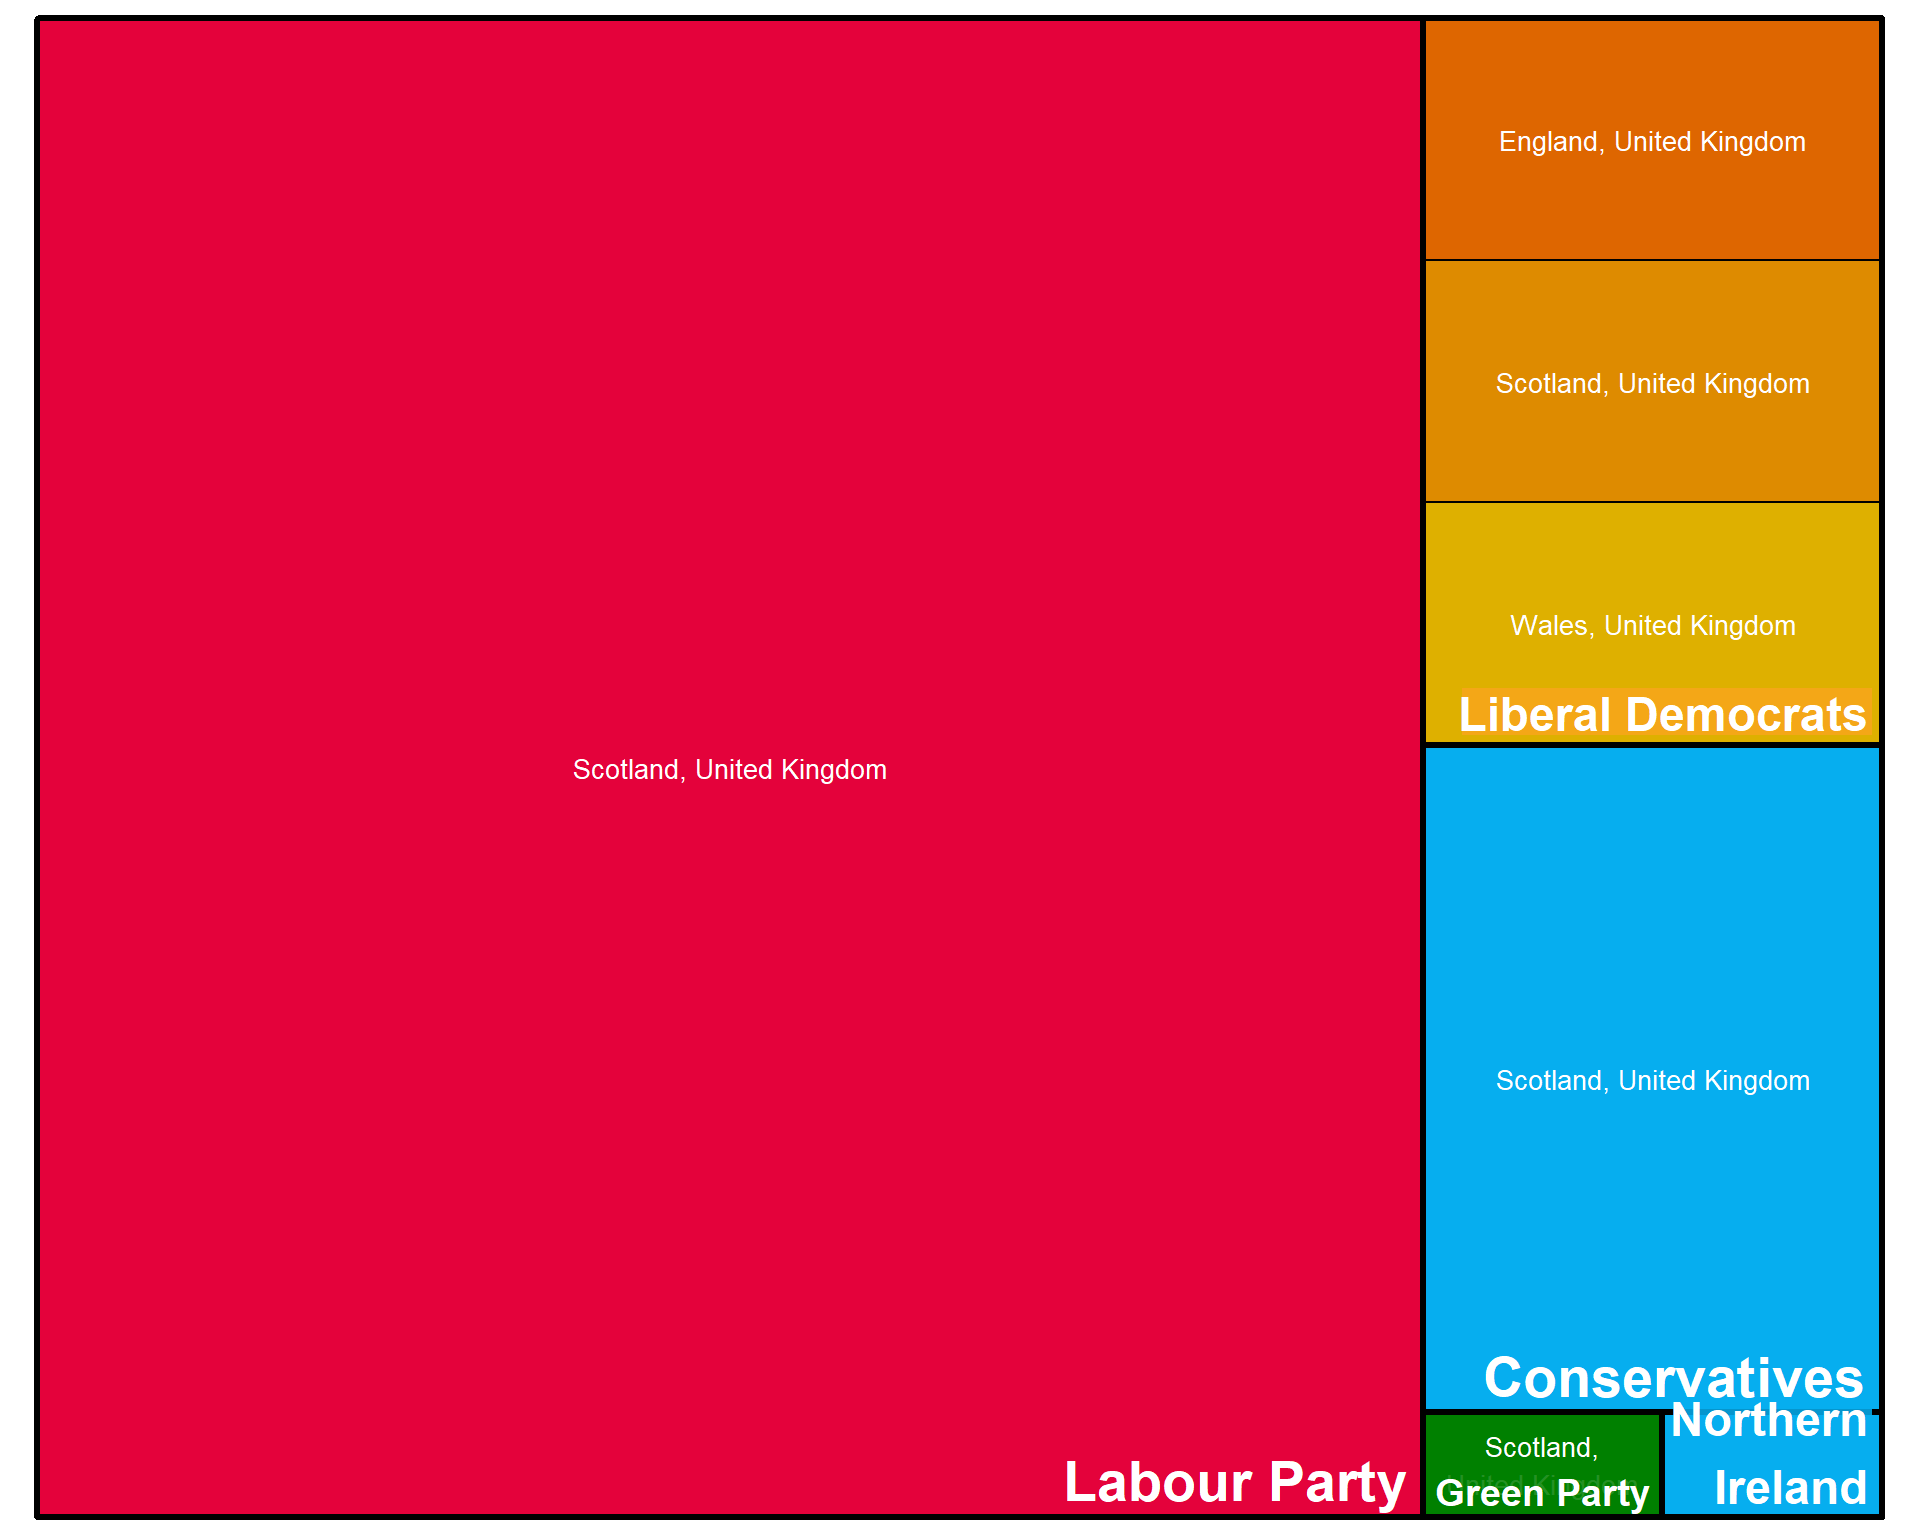 England, United Kingdom
Scotland, United Kingdom
Wales, United Kingdom
Liberal Democrats
Scotland, United Kingdom
Scotland, United Kingdom
Conservatives
Northern
Ireland
Scotland,
United Kingdom
Green Party
Labour Party